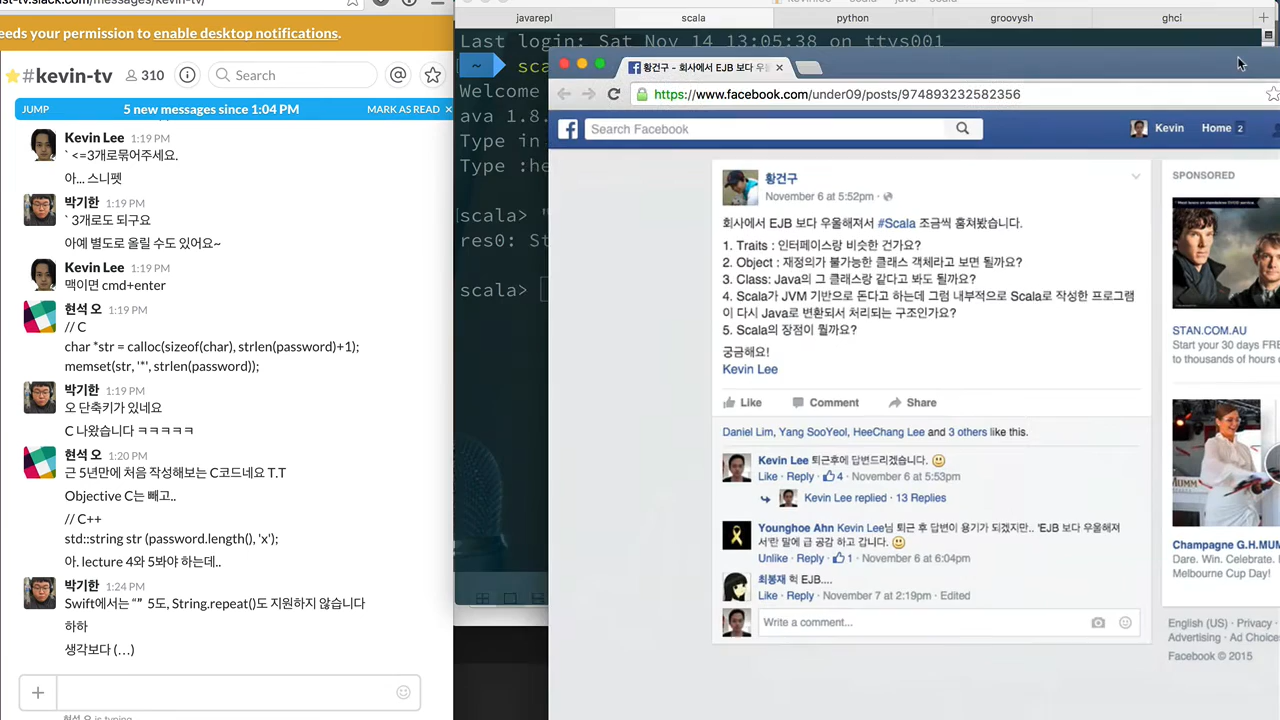 eeds your permission to enable desktop notifications.
#kevin-tv
310
Search
JUMP
5 new messages since 1:04 PM
MARK AS READ
Kevin Lee 1:19 PM
` <=3개로묶어주세요.
아... 스니펫
박기한 1:19 PM
` 3개로도 되구요
아예 별도로 올릴 수도 있어요~
Kevin Lee 1:19 PM
맥이면 cmd+enter
현석 오 1:19 PM
// C
char *str = calloc(sizeof(char), strlen(password)+1);
memset(str, '*', strlen(password));
박기한 1:19 PM
오 단축키가 있네요
C 나왔습니다 ㅋㅋㅋㅋㅋ
현석 오 1:20 PM
근 5년만에 처음 작성해보는 C코드네요 T.T
Objective C는 빼고..
// C++
std::string str (password.length(), 'x');
아. lecture 4와 5봐야 하는데..
박기한 1:24 PM
Swift에서는 “” 5도, String.repeat()도 지원하지 않습니다
하하
생각보다 (…)
현석 오 is typing
javarepl
scala
python
groovysh
ghci
Last login: Sat Nov 14 13:05:38 on ttys001
~ sca
Welcome
ava 1.8.
Type in
Type :he
scala> "
res0: St
scala>
황건구 - 회사에서 EJB 보다 우울
https://www.facebook.com/under09/posts/974893232582356
Search Facebook
Kevin
Home 2
황건구
November 6 at 5:52pm
회사에서 EJB 보다 우울해져서 #Scala 조금씩 훔쳐봤습니다.
1. Traits : 인터페이스랑 비슷한 건가요?
2. Object : 재정의가 불가능한 클래스 객체라고 보면 될까요?
3. Class: Java의 그 클래스랑 같다고 봐도 될까요?
4. Scala가 JVM 기반으로 돈다고 하는데 그럼 내부적으로 Scala로 작성한 프로그램
이 다시 Java로 변환되서 처리되는 구조인가요?
5. Scala의 장점이 뭘까요?
궁금해요!
Kevin Lee
Like Comment Share
Daniel Lim, Yang SooYeol, HeeChang Lee and 3 others like this.
Kevin Lee 퇴근후에 답변드리겠습니다.
Like · Reply · 4 · November 6 at 5:53pm
Kevin Lee replied · 13 Replies
Younghoe Ahn Kevin Lee님 퇴근 후 답변이 용기가 되겠지만.. 'EJB 보다 우울해져
서'란 말에 급 공감 하고 갑니다.
Unlike · Reply · 1 · November 6 at 6:04pm
최봉재 헉 EJB....
Like · Reply · November 7 at 2:19pm · Edited
Write a comment...
SPONSORED
STAN.COM.AU
Start your 30 days FRE
to thousands of hours o
Champagne G.H.MUM
Dare. Win. Celebrate.
Melbourne Cup Day!
English (US) · Privacy ·
Advertising · Ad Choices
Facebook © 2015